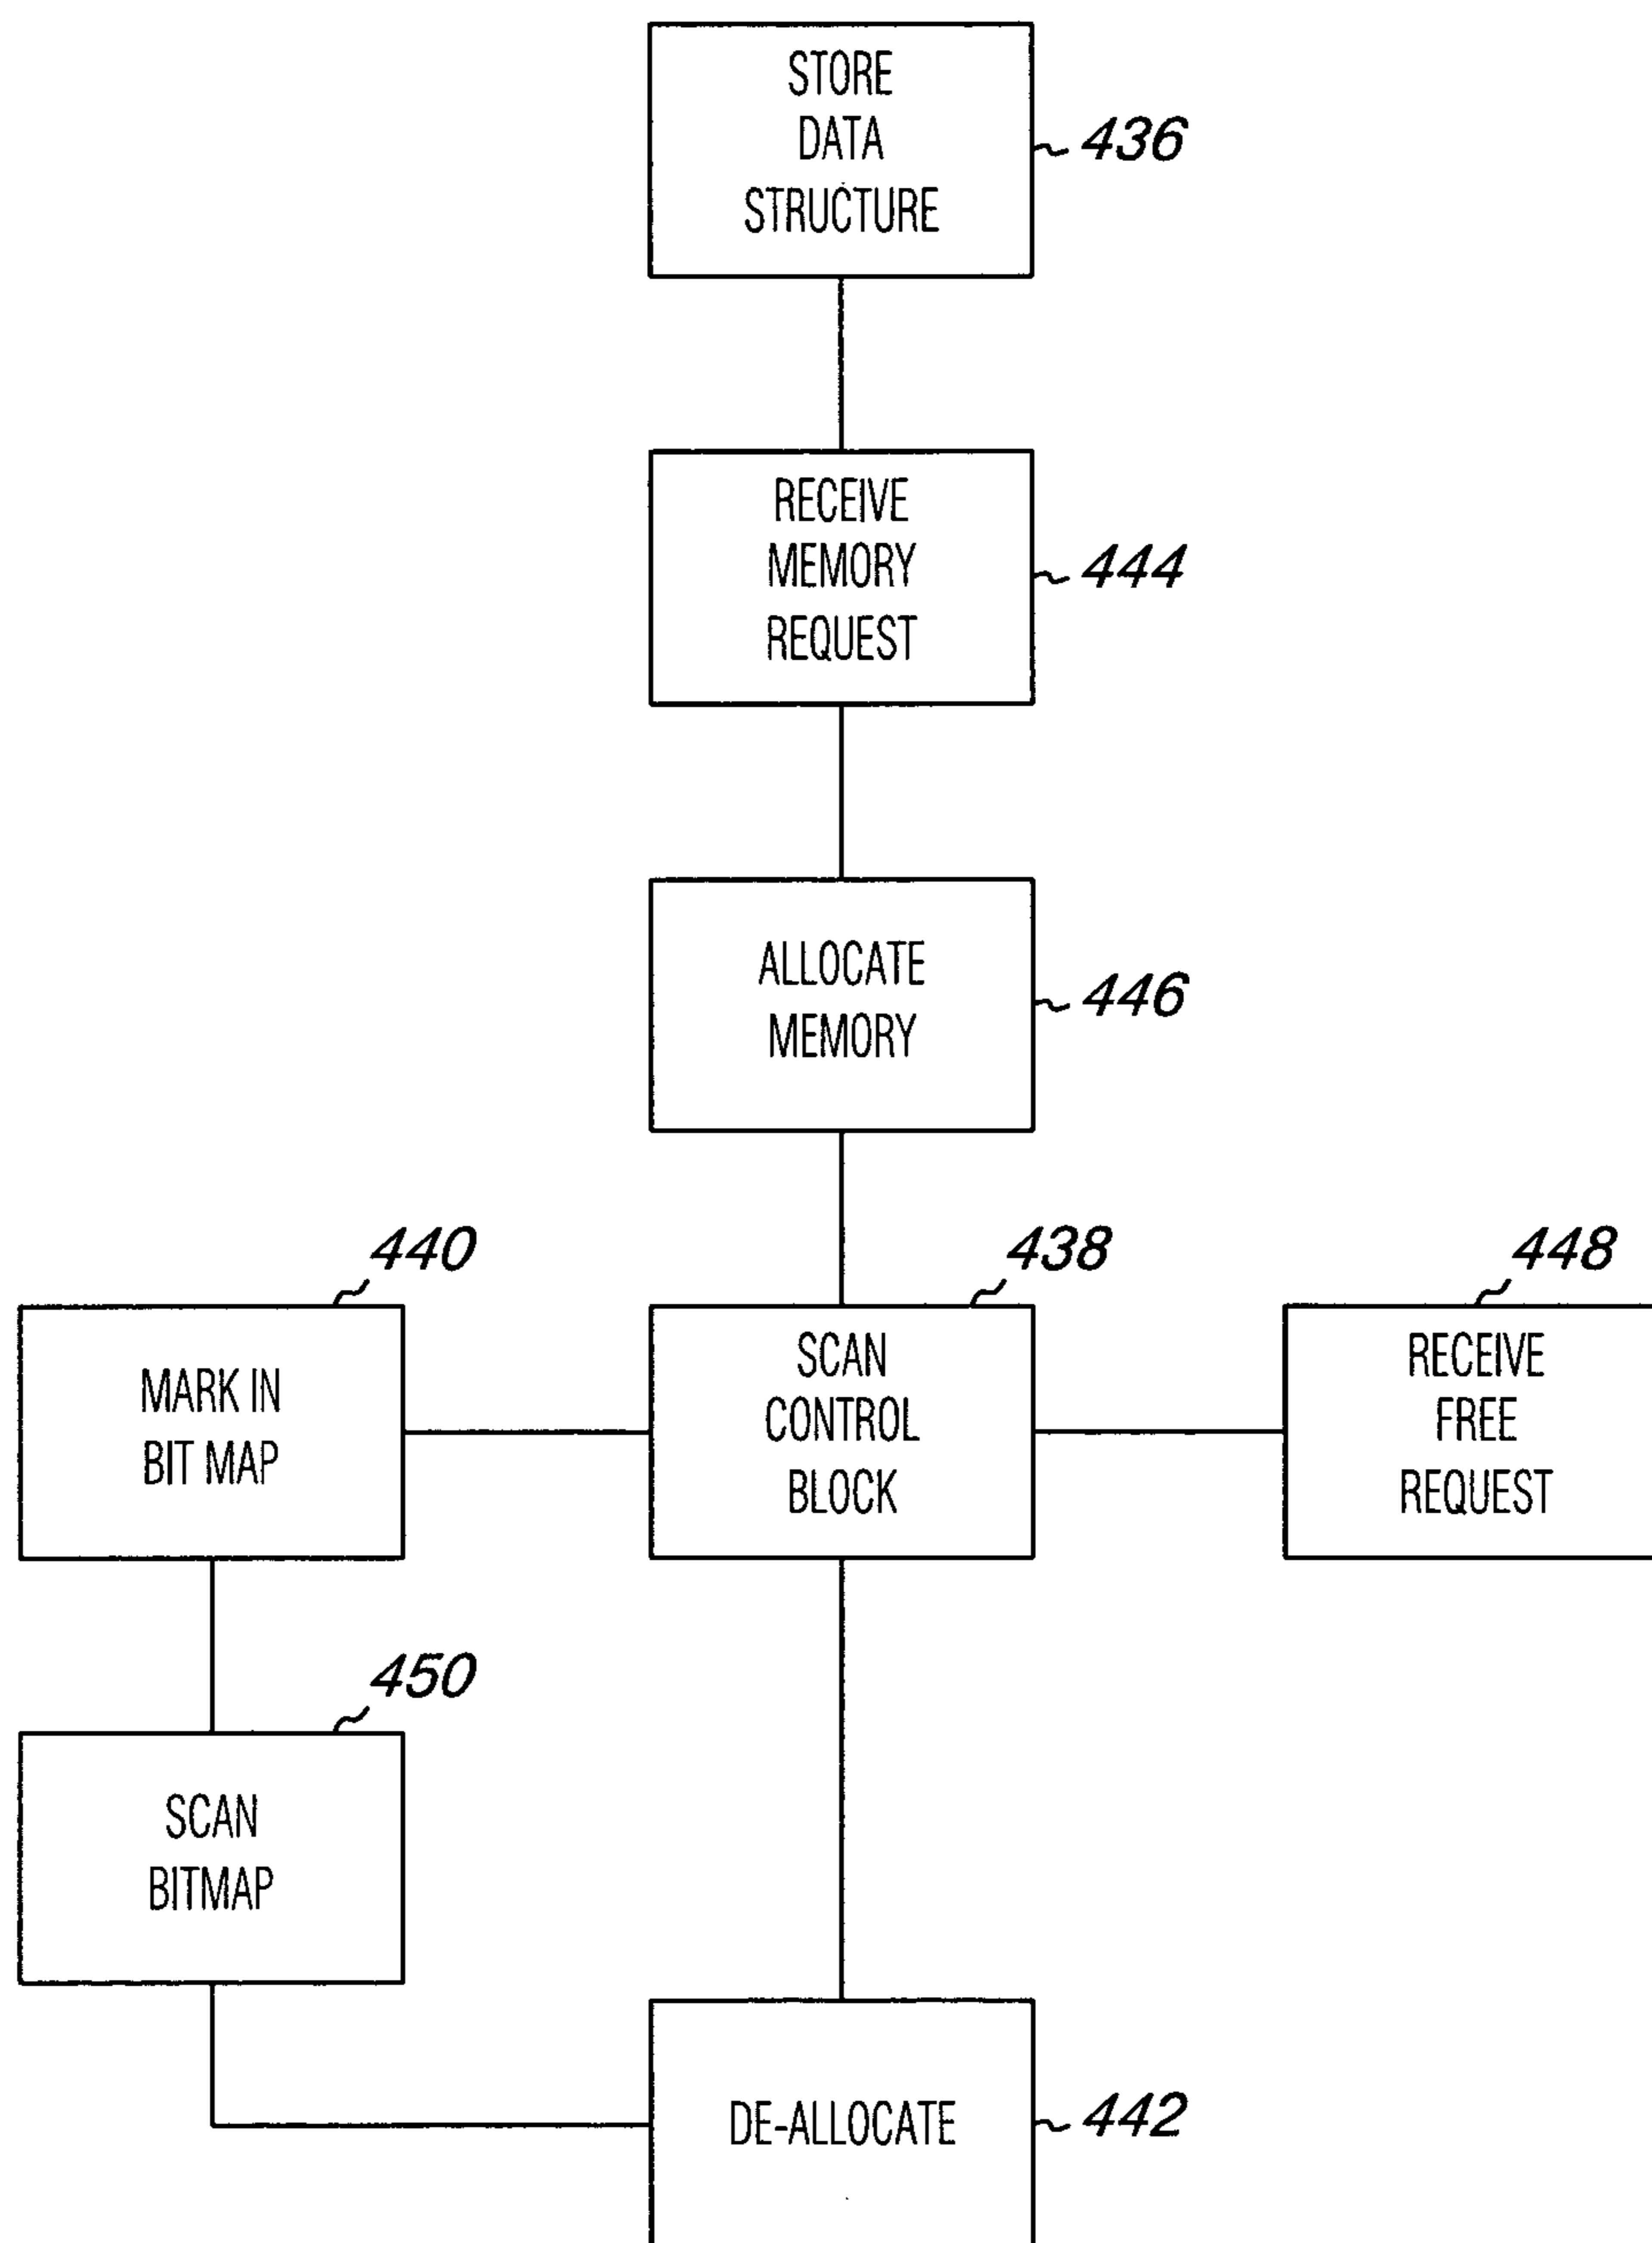 STORE
DATA
STRUCTURE
436
RECEIVE
MEMORY
REQUEST
444
ALLOCATE
MEMORY
446
440
438
448
MARK IN
BIT MAP
SCAN
CONTROL
BLOCK
RECEIVE
FREE
REQUEST
450
SCAN
BITMAP
DE-ALLOCATE
442